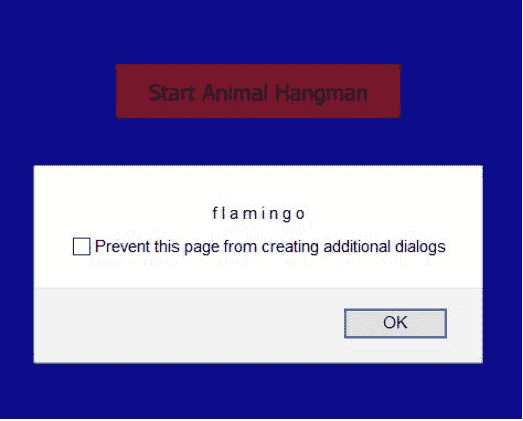 Start Animal Hangman
f l a m i n g o
Prevent this page from creating additional dialogs
OK